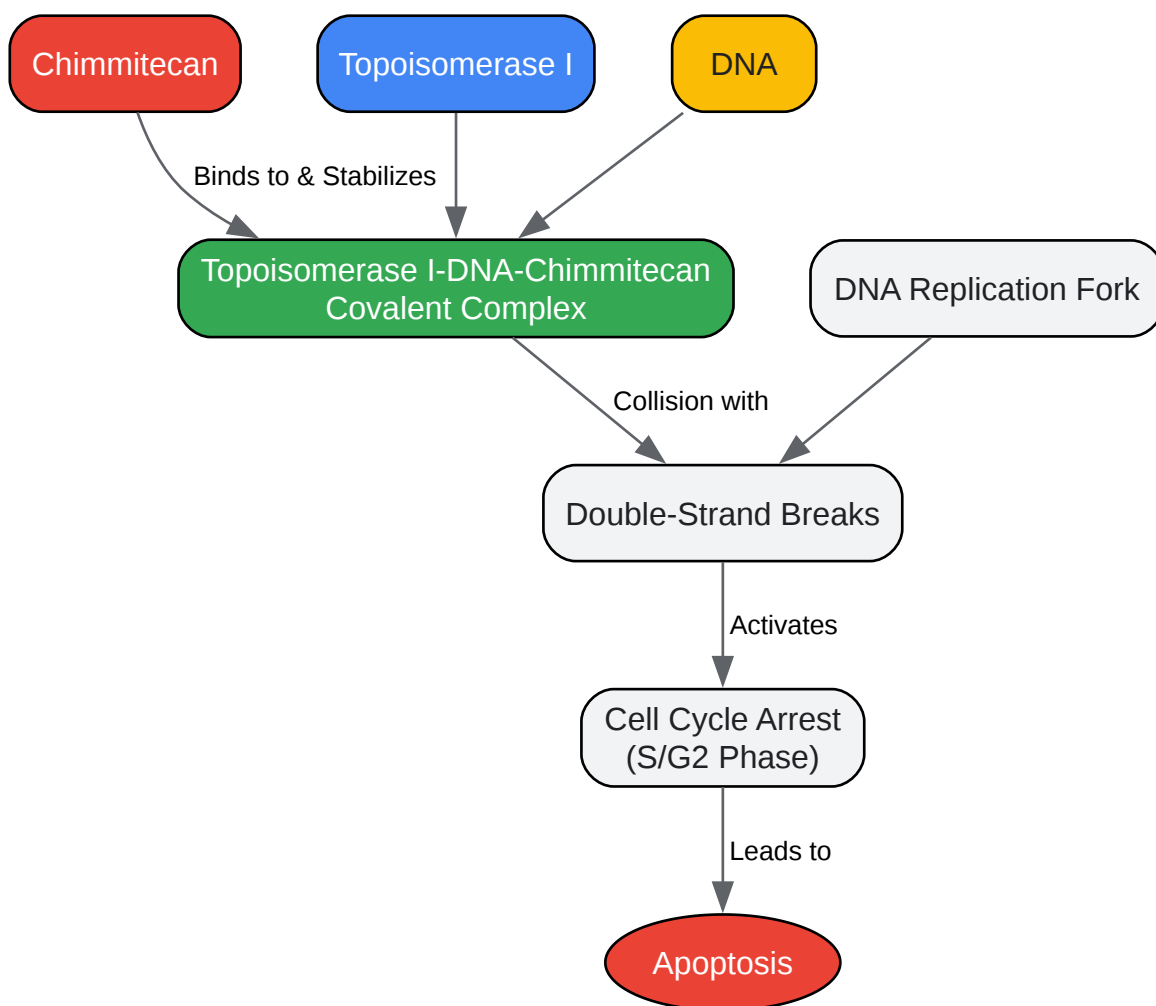 Chimmitecan
Topoisomerase I
DNA
Binds to & Stabilizes
Topoisomerase I-DNA-Chimmitecan
Covalent Complex
DNA Replication Fork
Collision with
Double-Strand Breaks
Activates
Cell Cycle Arrest
(S/G2 Phase)
Leads to
Apoptosis